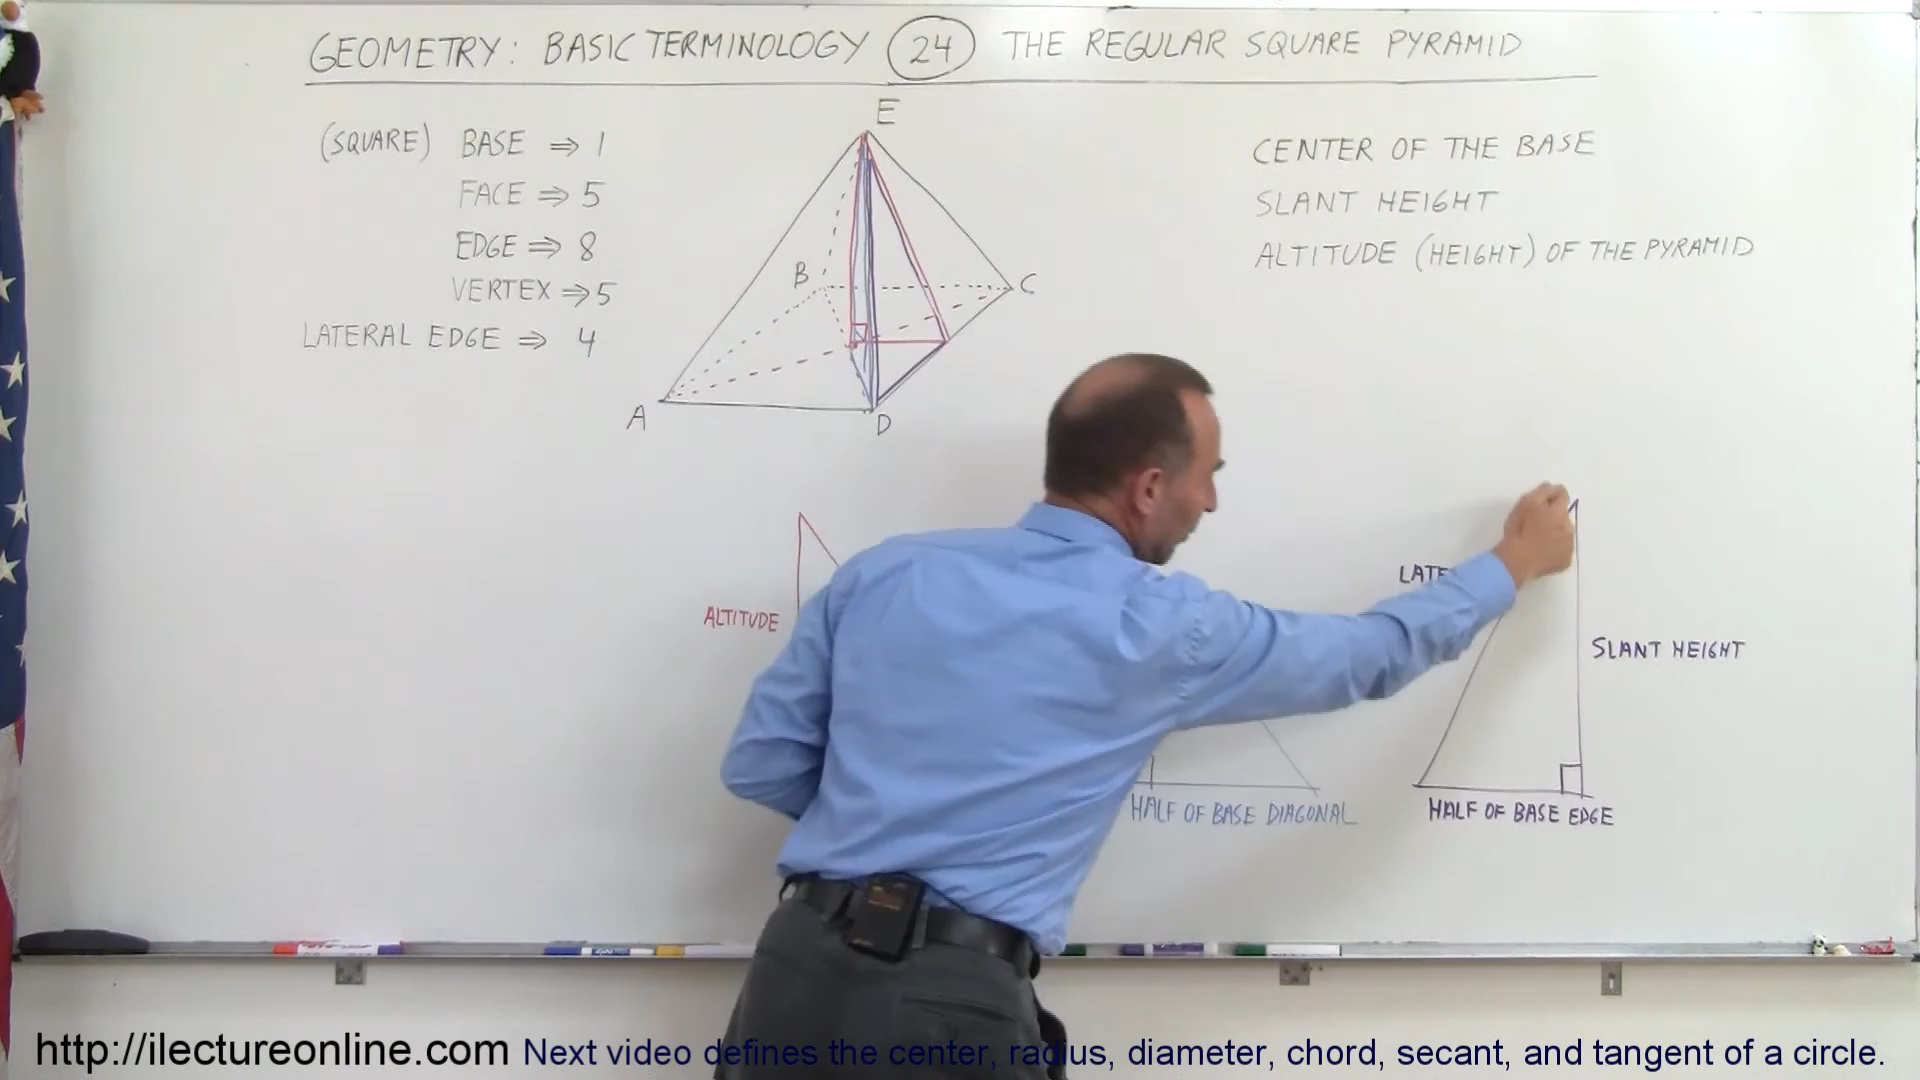 GEOMETRY: BASIC TERMINOLOGY 24 THE REGULAR SQUARE PYRAMID
(SQUARE) BASE ⇒ 1
FACE ⇒ 5
EDGE ⇒ 8
VERTEX ⇒ 5
LATERAL EDGE ⇒ 4
E
B
C
A
D
CENTER OF THE BASE
SLANT HEIGHT
ALTITUDE (HEIGHT) OF THE PYRAMID
ALTITUDE
HALF OF BASE DIAGONAL
SLANT HEIGHT
HALF OF BASE EDGE
http://ilectureonline.com Next video defines the center, radius, diameter, chord, secant, and tangent of a circle.